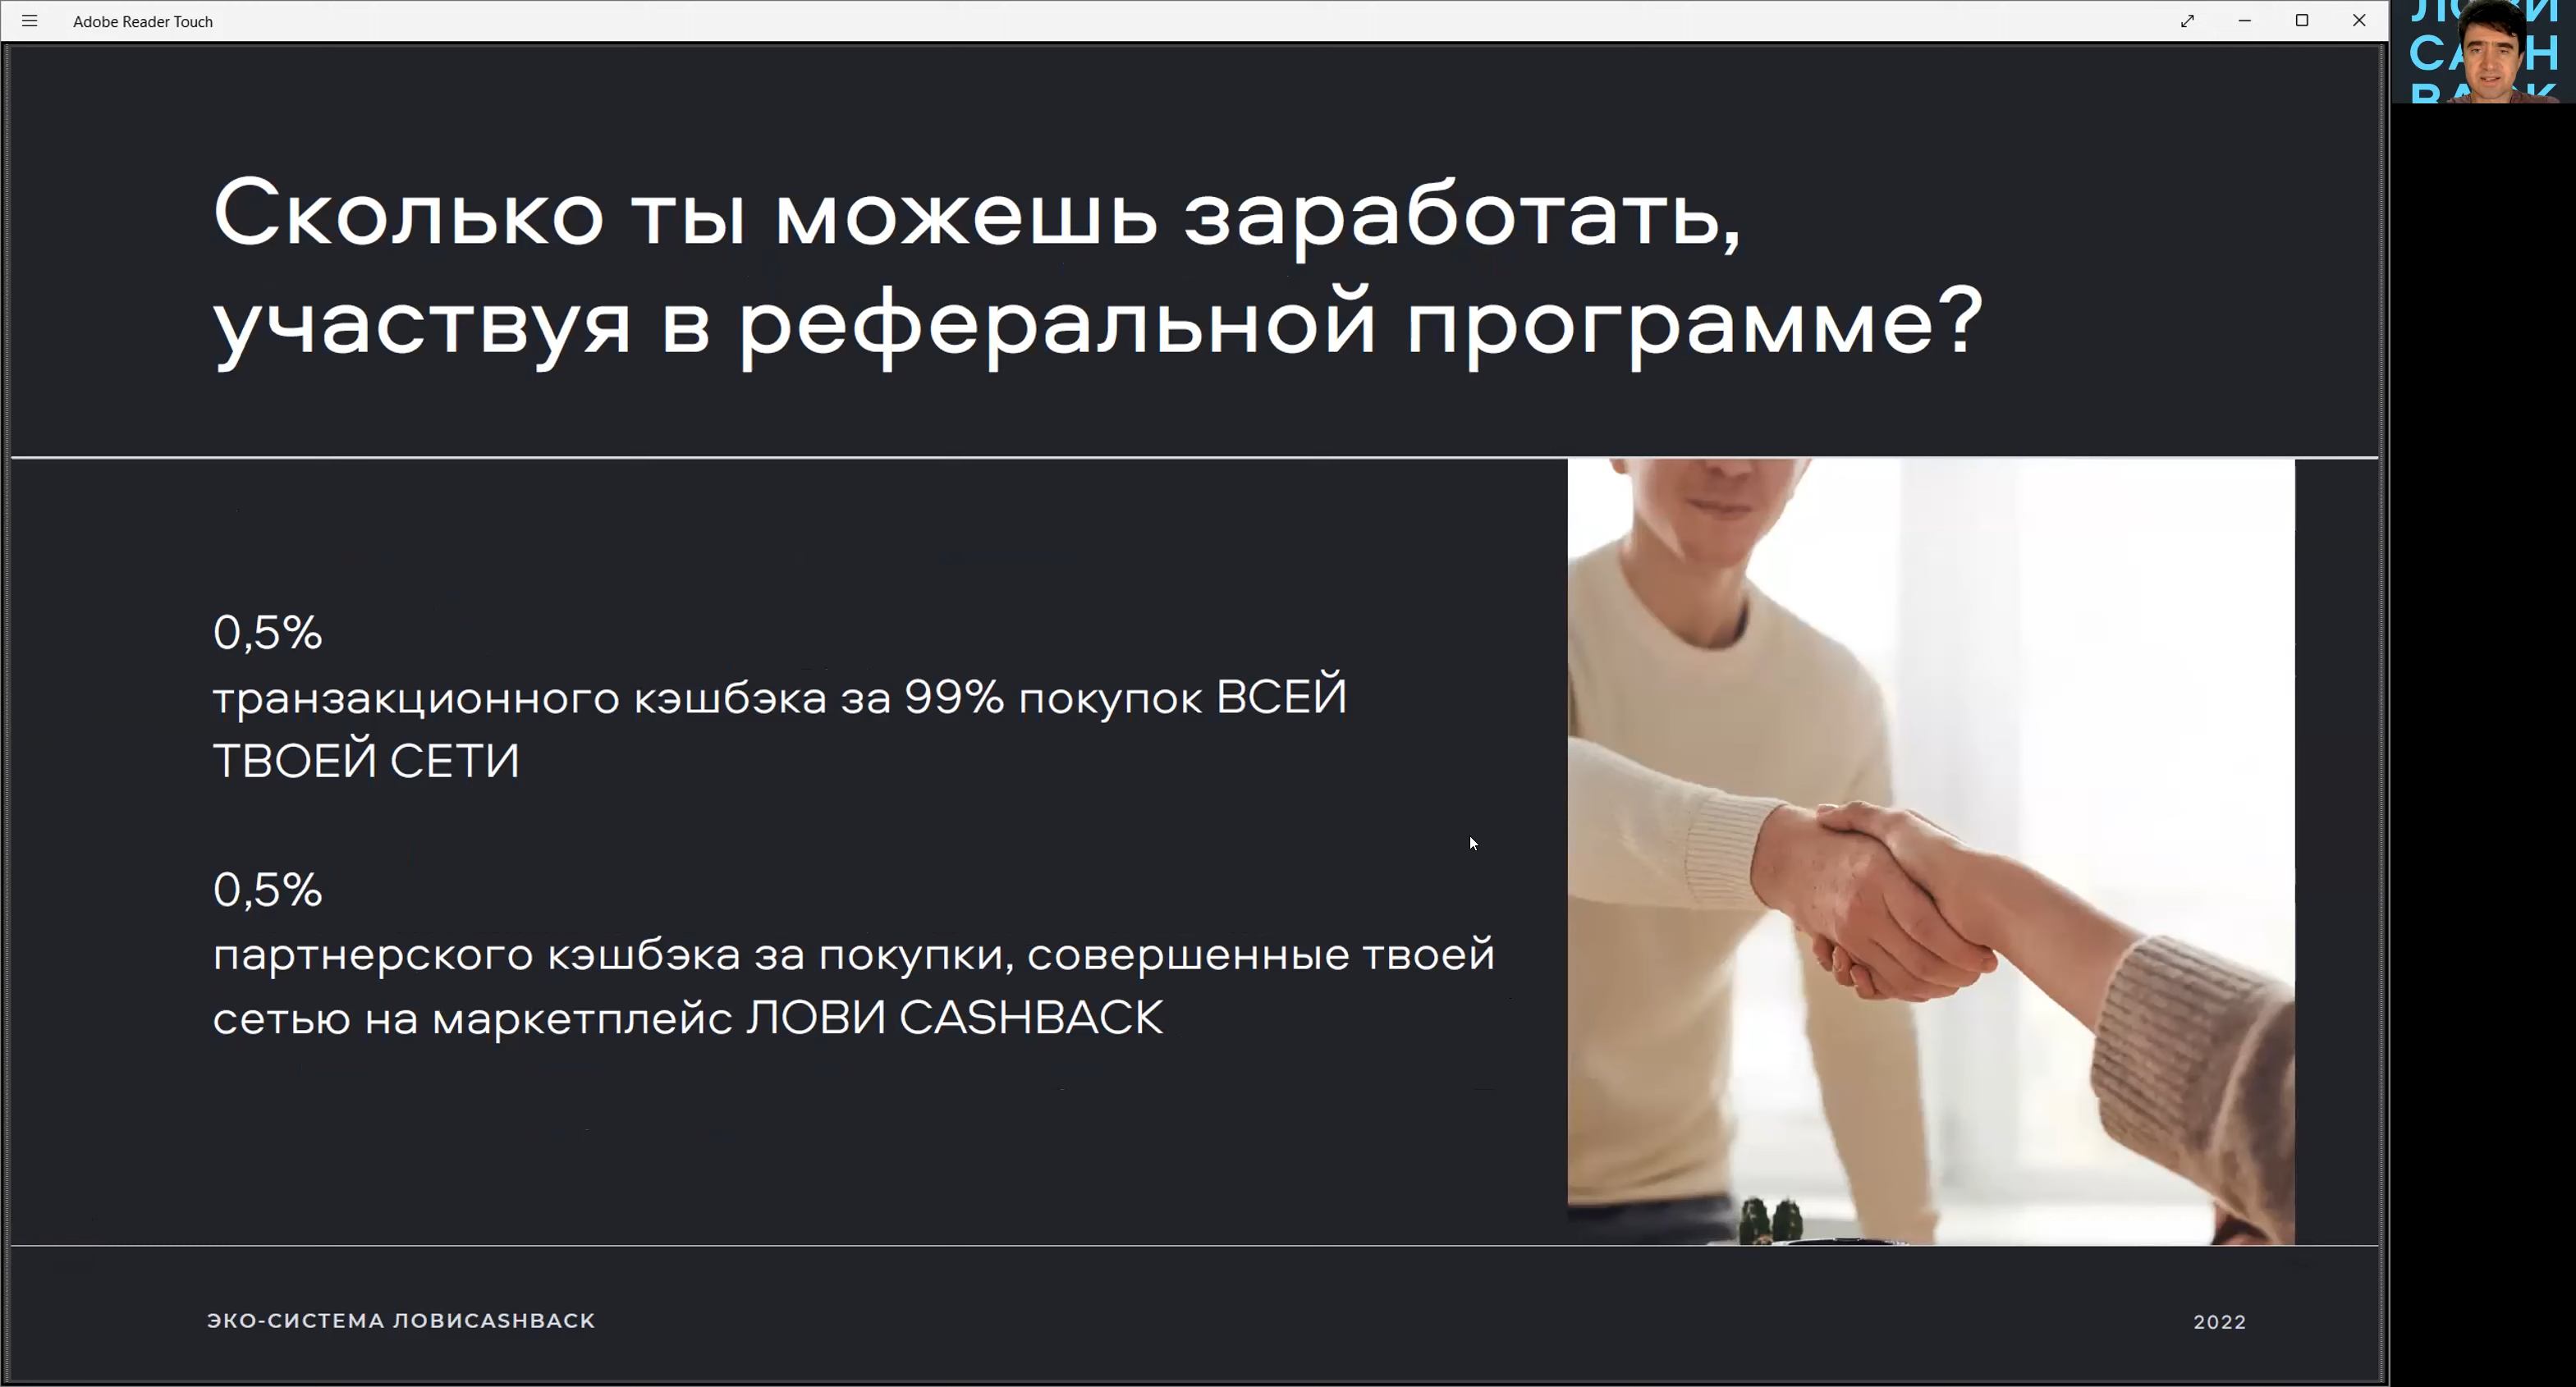 Adobe Reader Touch
Сколько ты можешь заработать,
участвуя в реферальной программе?
0,5%
транзакционного кэшбэка за 99% покупок ВСЕЙ
ТВОЕЙ СЕТИ
0,5%
партнерского кэшбэка за покупки, совершенные твоей
сетью на маркетплейс ЛОВИ CASHBACK
ЭКО-СИСТЕМА ЛОВИCASHBACK
2022